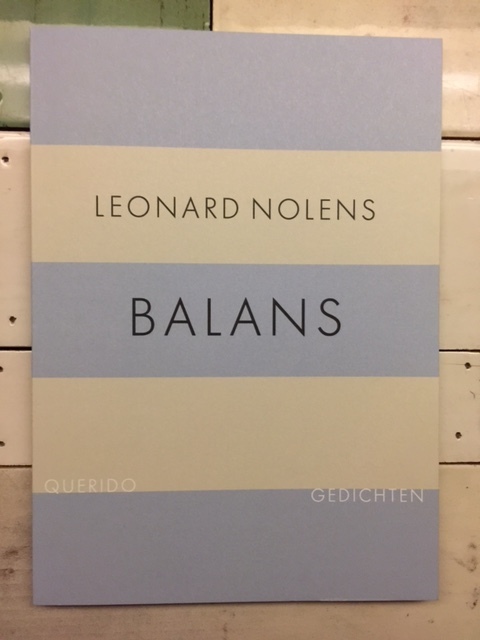 LEONARD NOLENS
BALANS
QUERIDO
GEDICHTEN